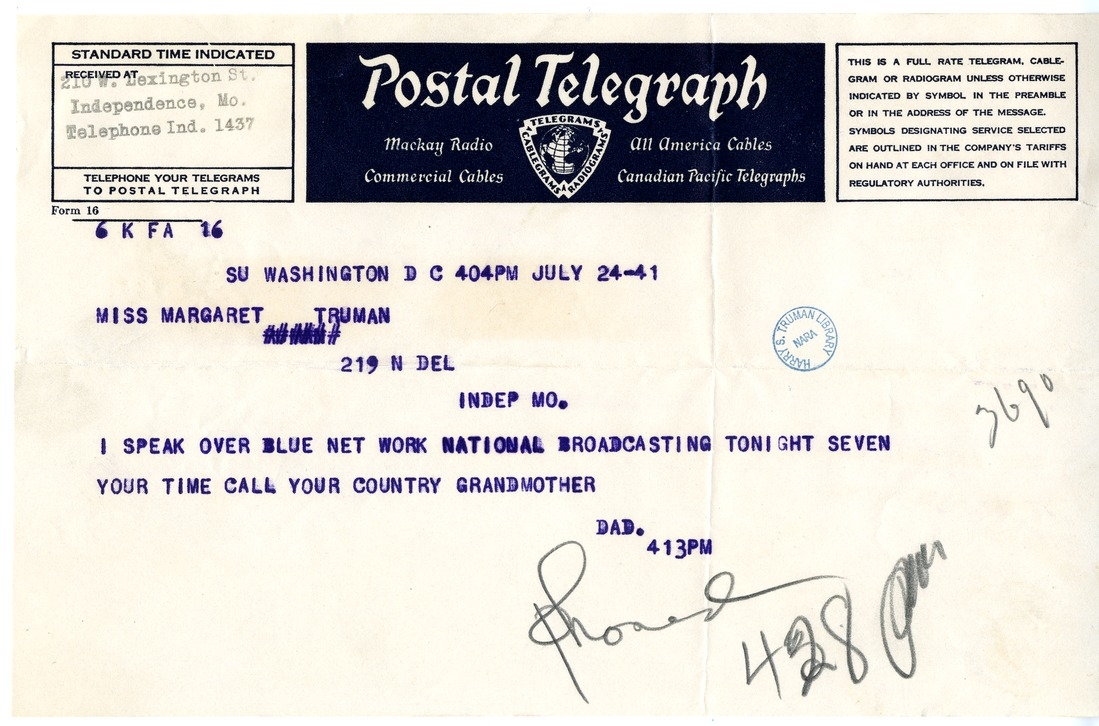 STANDARD TIME INDICATED
RECEIVED AT
210 W. Lexington St.
Independence, Mo.
Telephone Ind. 1437
TELEPHONE YOUR TELEGRAMS
TO POSTAL TELEGRAPH
Postal Telegraph
Mackay Radio
All America Cables
Commercial Cables
Canadian Pacific Telegraphs
TELEGRAMS
CABLEGRAMS
RADIOGRAMS
THIS IS A FULL RATE TELEGRAM, CABLE-
GRAM OR RADIOGRAM UNLESS OTHERWISE
INDICATED BY SYMBOL IN THE PREAMBLE
OR IN THE ADDRESS OF THE MESSAGE.
SYMBOLS DESIGNATING SERVICE SELECTED
ARE OUTLINED IN THE COMPANY'S TARIFFS
ON HAND AT EACH OFFICE AND ON FILE WITH
REGULATORY AUTHORITIES.
Form 16
6 K FA 16
SU WASHINGTON D C 404PM JULY 24-41
MISS MARGARET TRUMAN
######
219 N DEL
INDEP MO.
HARRY S. TRUMAN LIBRARY
NARA
3690
I SPEAK OVER BLUE NET WORK NATIONAL BROADCASTING TONIGHT SEVEN
YOUR TIME CALL YOUR COUNTRY GRANDMOTHER
DAD.
413PM
Phoned
428 Pm